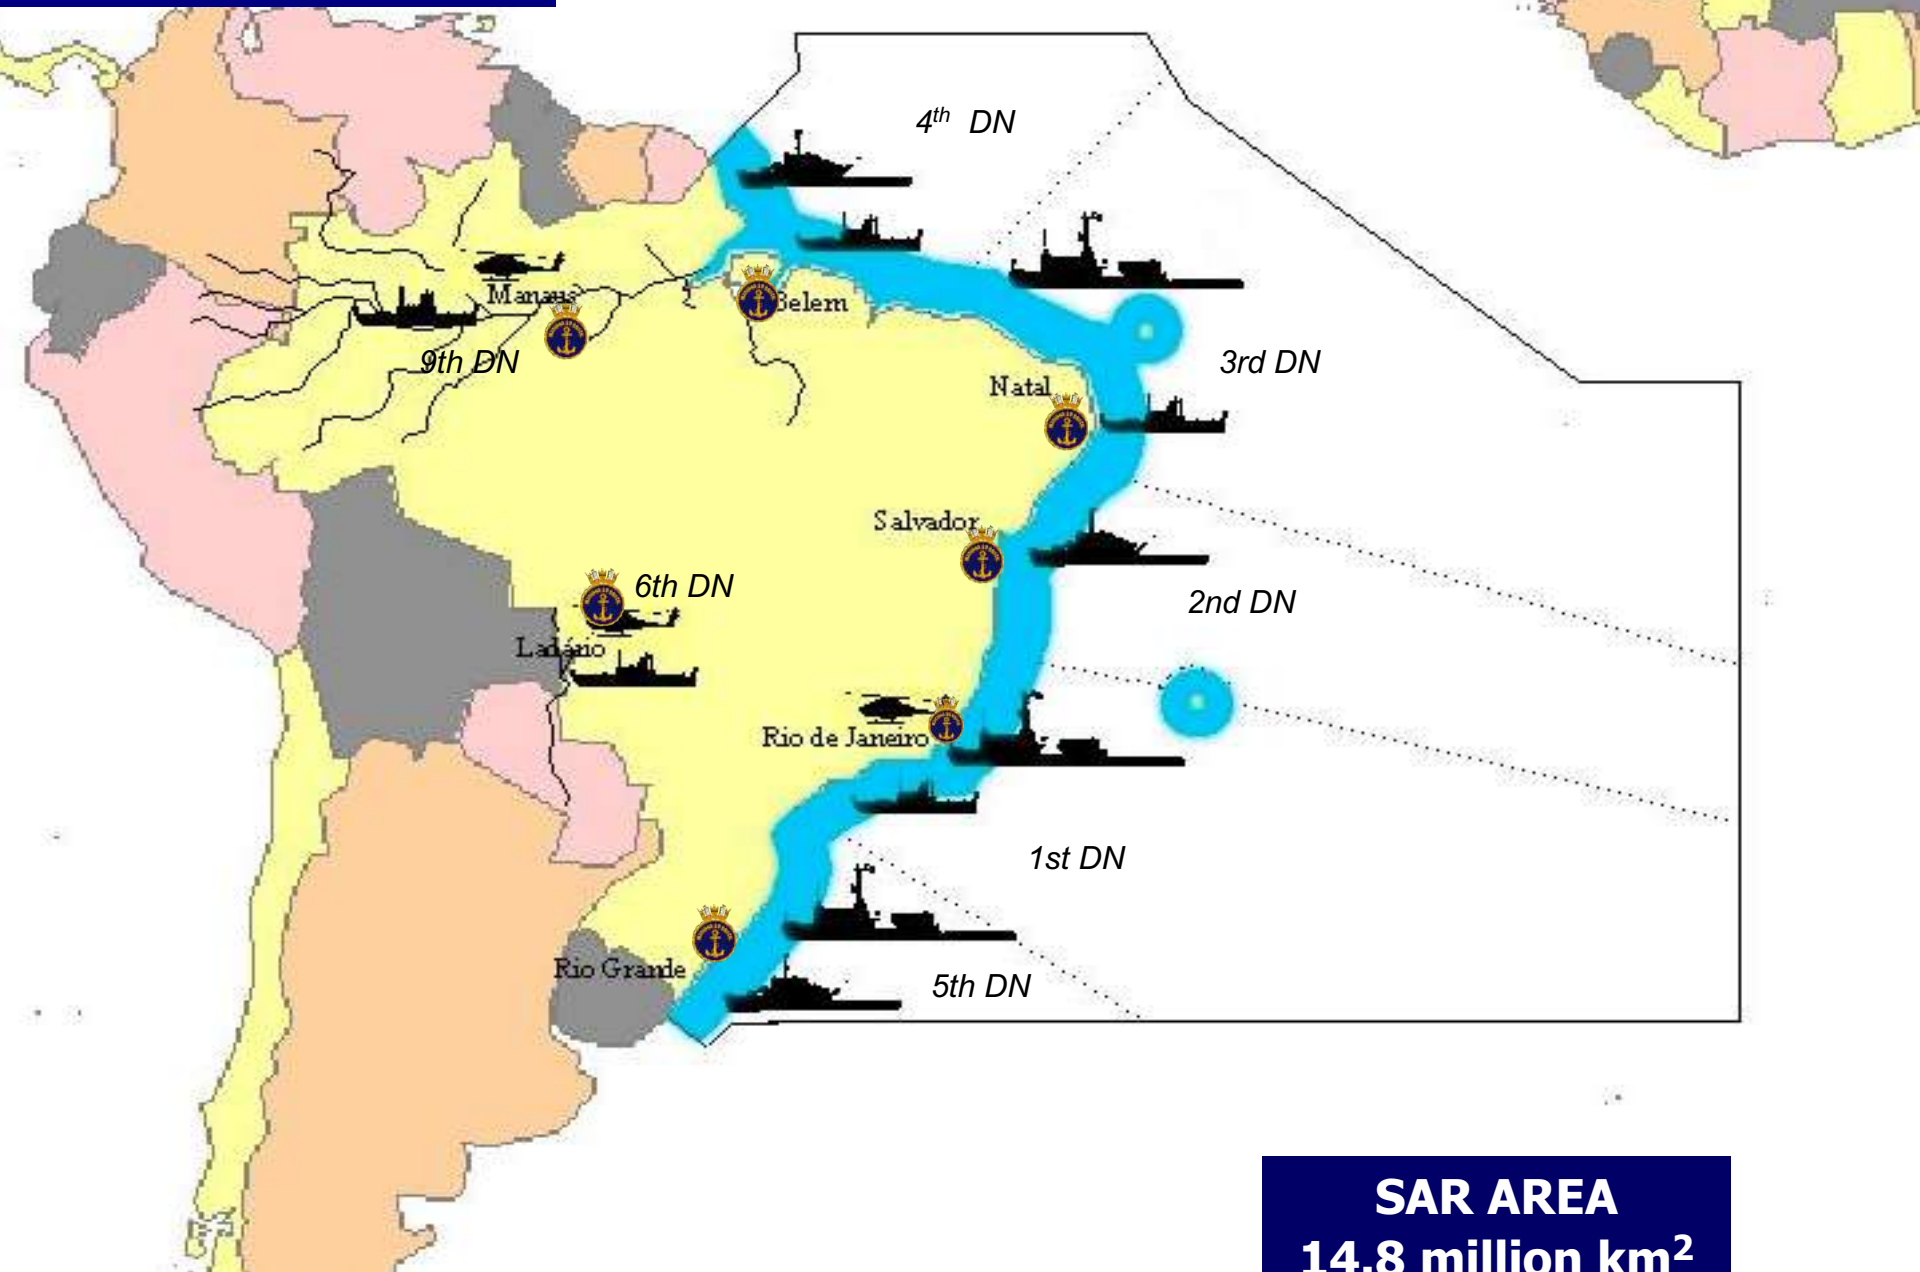 4th DN
Manaus
Belem
9th DN
3rd DN
Natal
Salvador
6th DN
2nd DN
Ladário
Rio de Janeiro
1st DN
Rio Grande
5th DN
SAR AREA
14.8 million km2